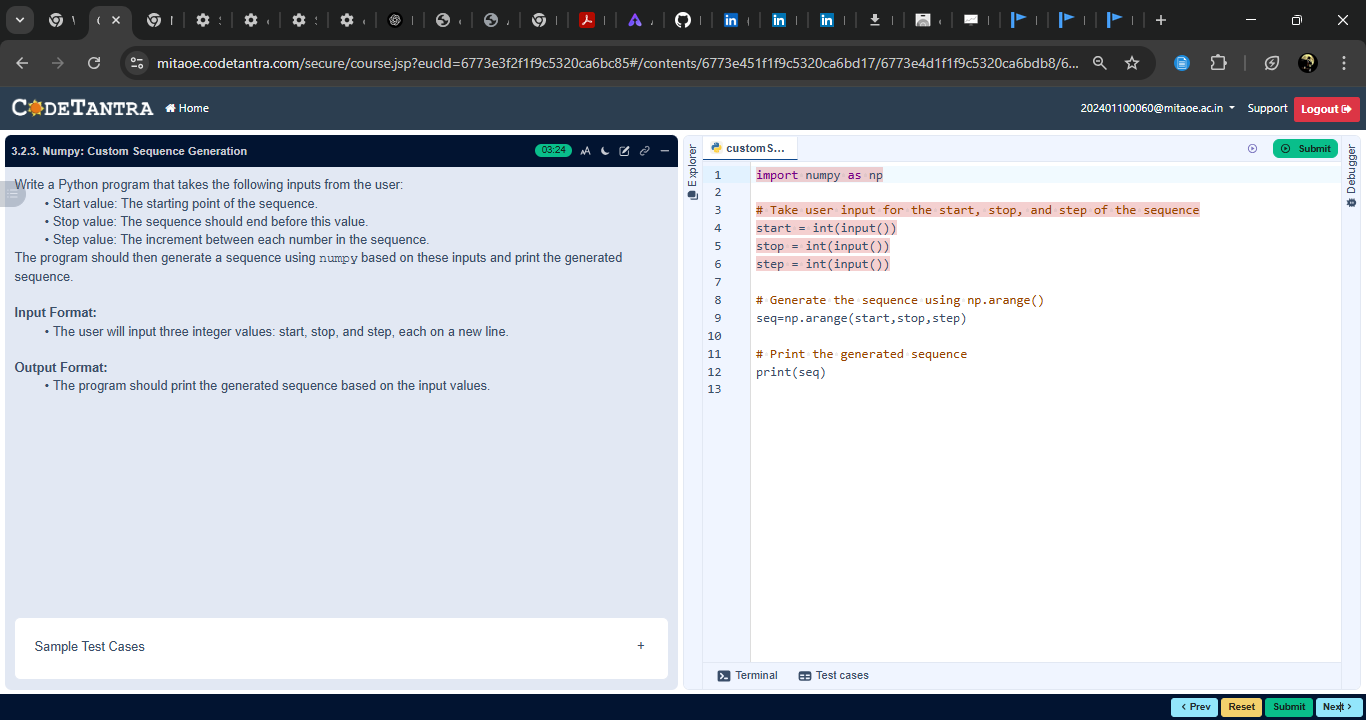 mitaoe.codetantra.com/secure/course.jsp?eucId=6773e3f2f1f9c5320ca6bc85#/contents/6773e451f1f9c5320ca6bd17/6773e4d1f1f9c5320ca6bdb8/6...
CODETANTRA Home 202401100060@mitaoe.ac.in Support Logout
3.2.3. Numpy: Custom Sequence Generation 03:24
Write a Python program that takes the following inputs from the user:
• Start value: The starting point of the sequence.
• Stop value: The sequence should end before this value.
• Step value: The increment between each number in the sequence.
The program should then generate a sequence using numpy based on these inputs and print the generated
sequence.
Input Format:
• The user will input three integer values: start, stop, and step, each on a new line.
Output Format:
• The program should print the generated sequence based on the input values.
Sample Test Cases +
Explorer
customS...
Submit
Debugger
1 import numpy as np
2
3 # Take user input for the start, stop, and step of the sequence
4 start = int(input())
5 stop = int(input())
6 step = int(input())
7
8 # Generate the sequence using np.arange()
9 seq=np.arange(start,stop,step)
10
11 # Print the generated sequence
12 print(seq)
13
Terminal Test cases
< Prev Reset Submit Next >